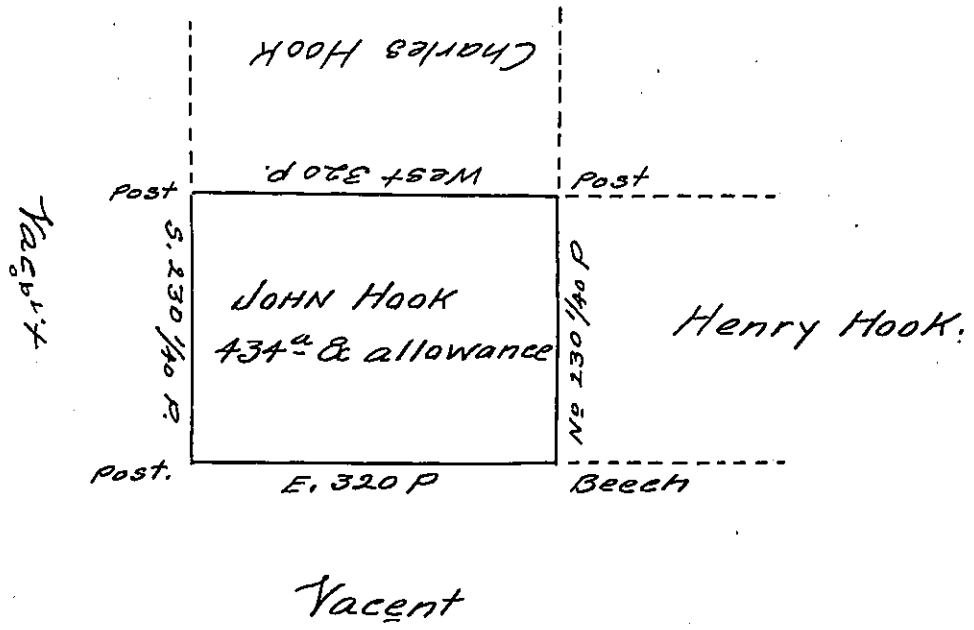 Charles Hook
West 320 p.
Post
Post
Vacent
S. 230 1/40 P.
JOHN HOOK
434a & allowance
No 230 1/40 P
Henry Hook.
Post.
E. 320 P
Beech
Vacent